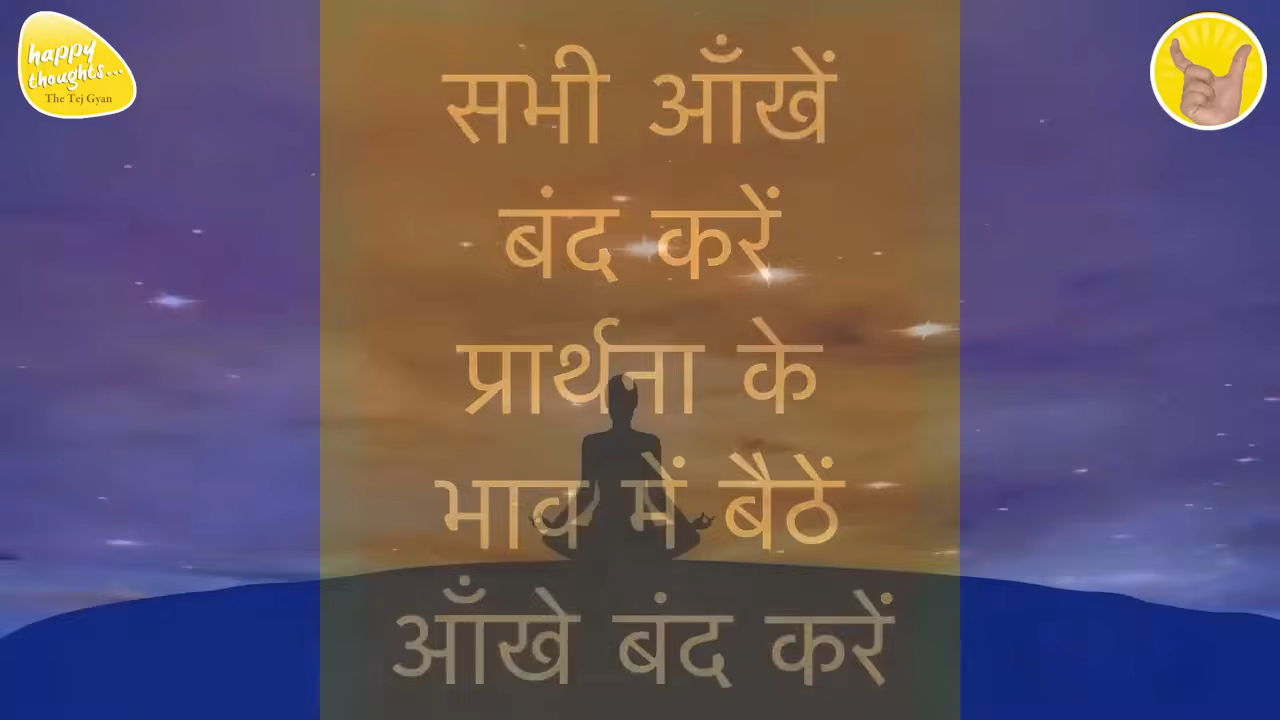 happy
thoughts...
The Tej Gyan
सभी आँखें
बंद करें
प्रार्थना के
भाव में बैठें
आँखे बंद करें